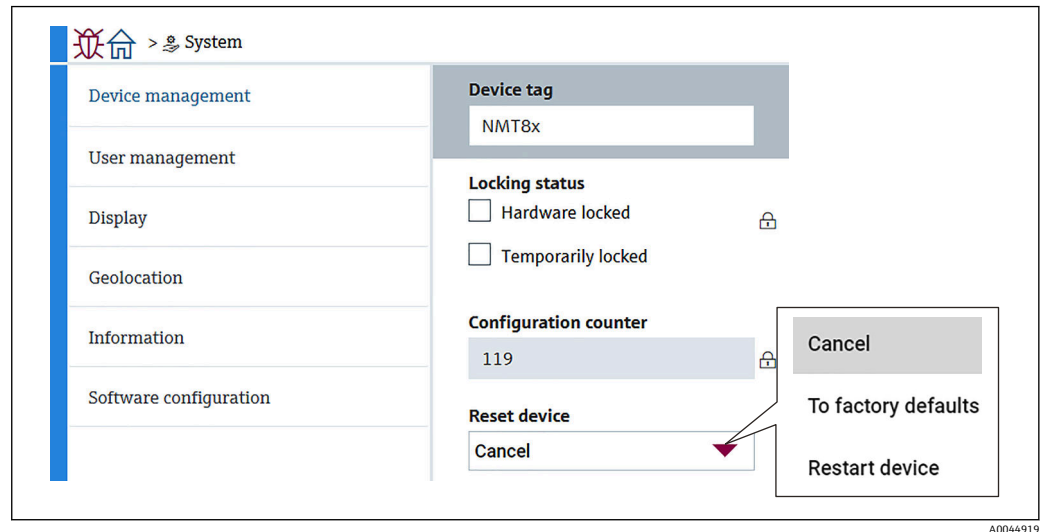 > System
Device management
User management
Display
Geolocation
Information
Software configuration
Device tag
NMT8x
Locking status
Hardware locked
Temporarily locked
Configuration counter
119
Reset device
Cancel
Cancel
To factory defaults
Restart device
A0044919